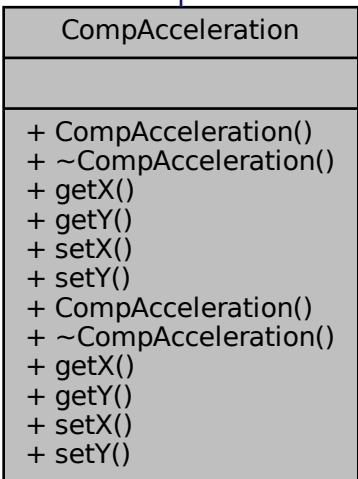 CompAcceleration
+ CompAcceleration()
+ ~CompAcceleration()
+ getX()
+ getY()
+ setX()
+ setY()
+ CompAcceleration()
+ ~CompAcceleration()
+ getX()
+ getY()
+ setX()
+ setY()